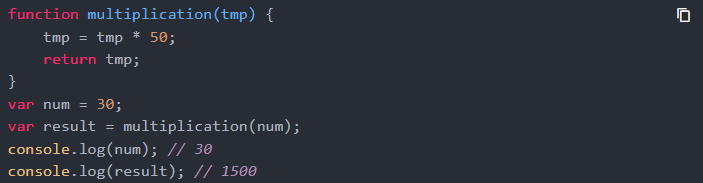 function multiplication(tmp) {
    tmp = tmp * 50;
    return tmp;
}
var num = 30;
var result = multiplication(num);
console.log(num); // 30
console.log(result); // 1500